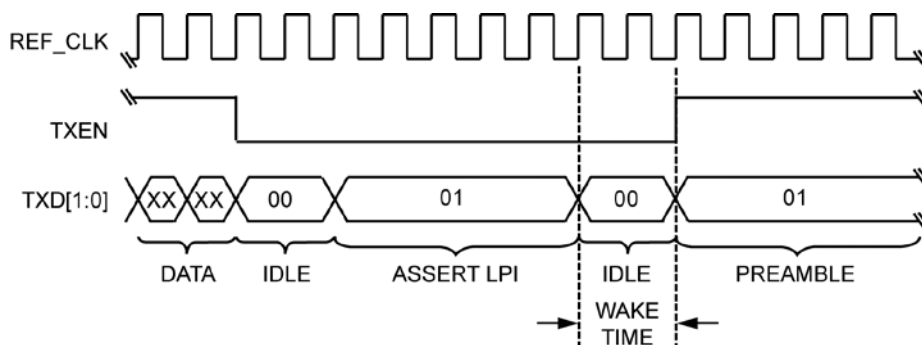 REF_CLK
TXEN
TXD[1:0] XX XX 00 01 00 01
DATA IDLE ASSERT LPI IDLE PREAMBLE
WAKE
TIME